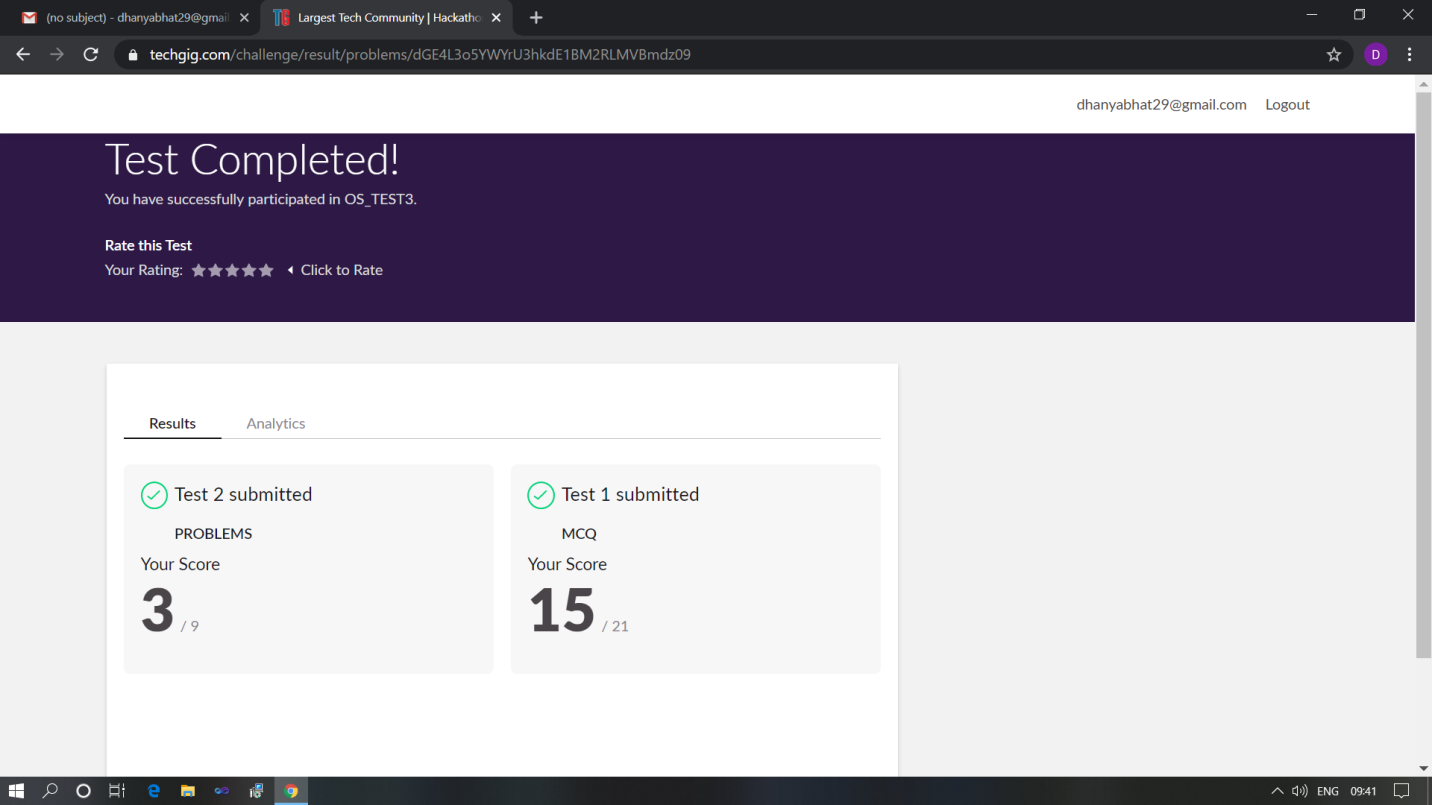 (no subject) - dhanyabhat29@gmail
Largest Tech Community | Hackatho
techgig.com/challenge/result/problems/dGE4L3o5YWYrU3hkdE1BM2RLMVBmdz09
D
dhanyabhat29@gmail.com Logout
Test Completed!
You have successfully participated in OS_TEST3.
Rate this Test
Your Rating: Click to Rate
Results Analytics
Test 2 submitted
PROBLEMS
Your Score
3 / 9
Test 1 submitted
MCQ
Your Score
15 / 21
ENG 09:41